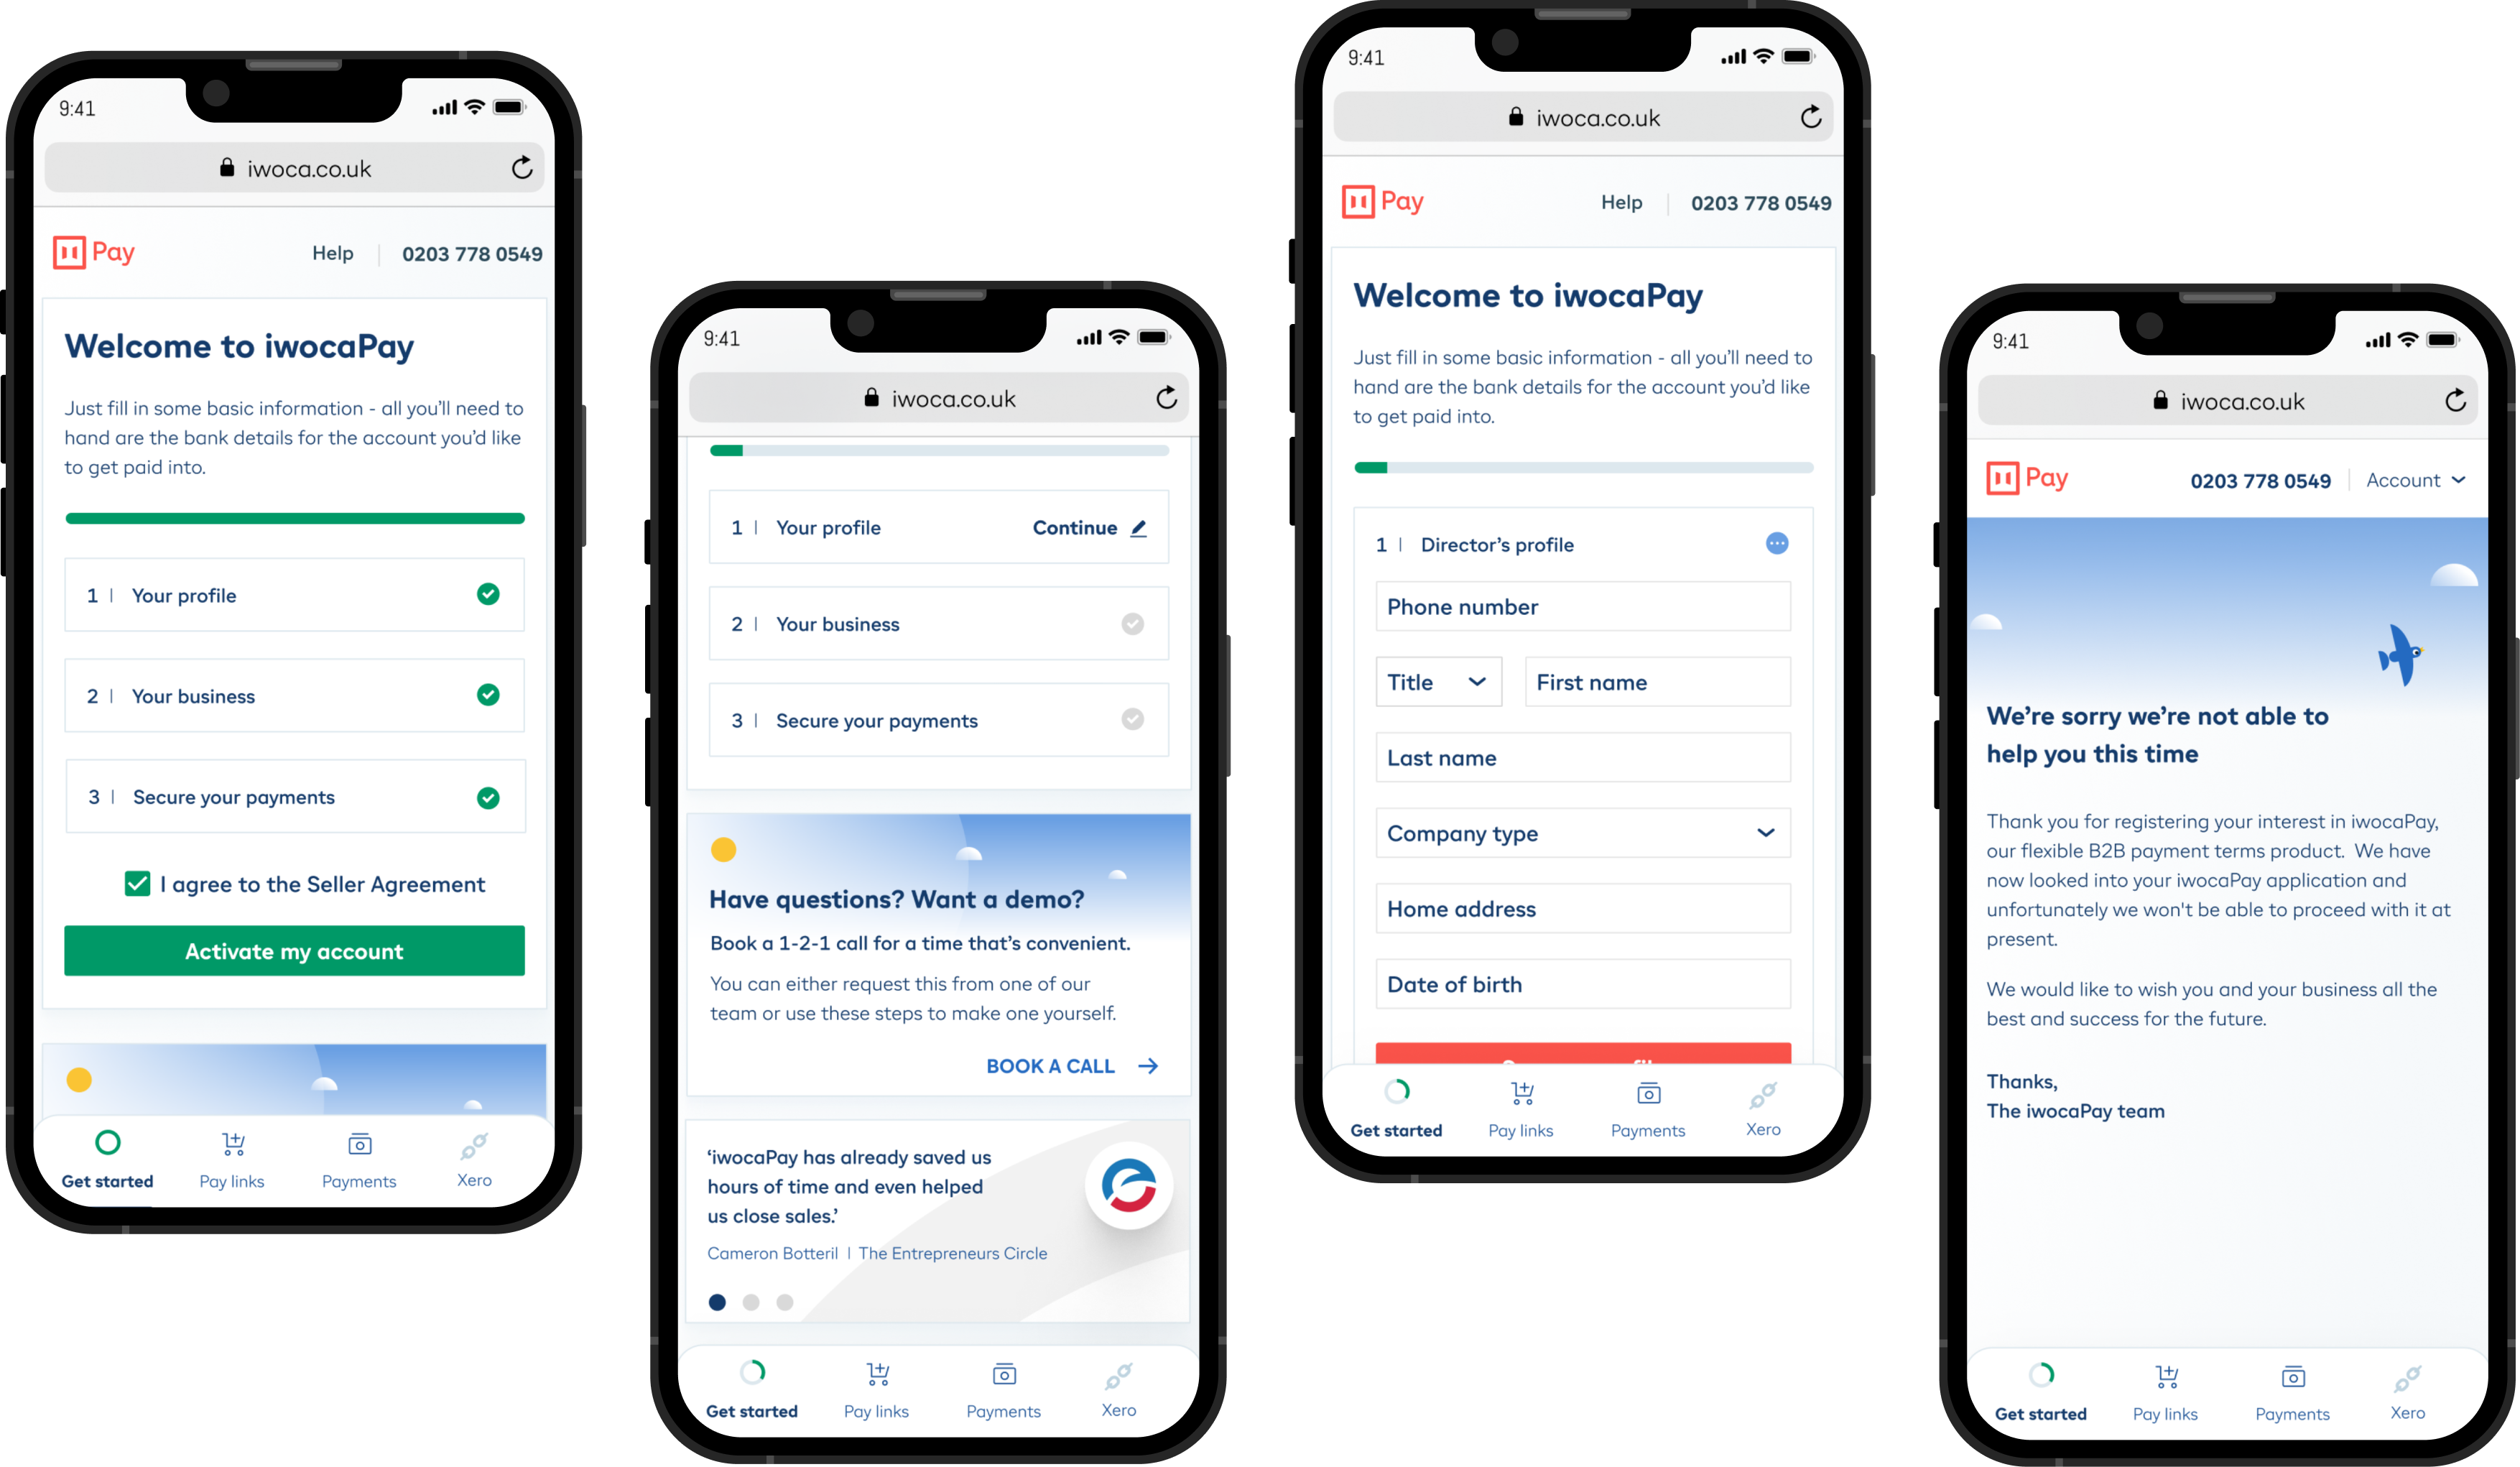 9:41
iwoca.co.uk
Pay Help 0203 778 0549
Welcome to iwocaPay
Just fill in some basic information - all you’ll need to
hand are the bank details for the account you’d like
to get paid into.
1 | Your profile
2 | Your business
3 | Secure your payments
I agree to the Seller Agreement
Activate my account
Get started Pay links Payments Xero
9:41
iwoca.co.uk
1 | Your profile Continue
2 | Your business
3 | Secure your payments
Have questions? Want a demo?
Book a 1-2-1 call for a time that’s convenient.
You can either request this from one of our
team or use these steps to make one yourself.
BOOK A CALL
‘iwocaPay has already saved us
hours of time and even helped
us close sales.’
Cameron Botteril | The Entrepreneurs Circle
Get started Pay links Payments Xero
9:41
iwoca.co.uk
Pay Help 0203 778 0549
Welcome to iwocaPay
Just fill in some basic information - all you’ll need to
hand are the bank details for the account you’d like
to get paid into.
1 | Director’s profile
Phone number
Title First name
Last name
Company type
Home address
Date of birth
Get started Pay links Payments Xero
9:41
iwoca.co.uk
Pay 0203 778 0549 Account
We’re sorry we’re not able to
help you this time
Thank you for registering your interest in iwocaPay,
our flexible B2B payment terms product. We have
now looked into your iwocaPay application and
unfortunately we won't be able to proceed with it at
present.
We would like to wish you and your business all the
best and success for the future.
Thanks,
The iwocaPay team
Get started Pay links Payments Xero